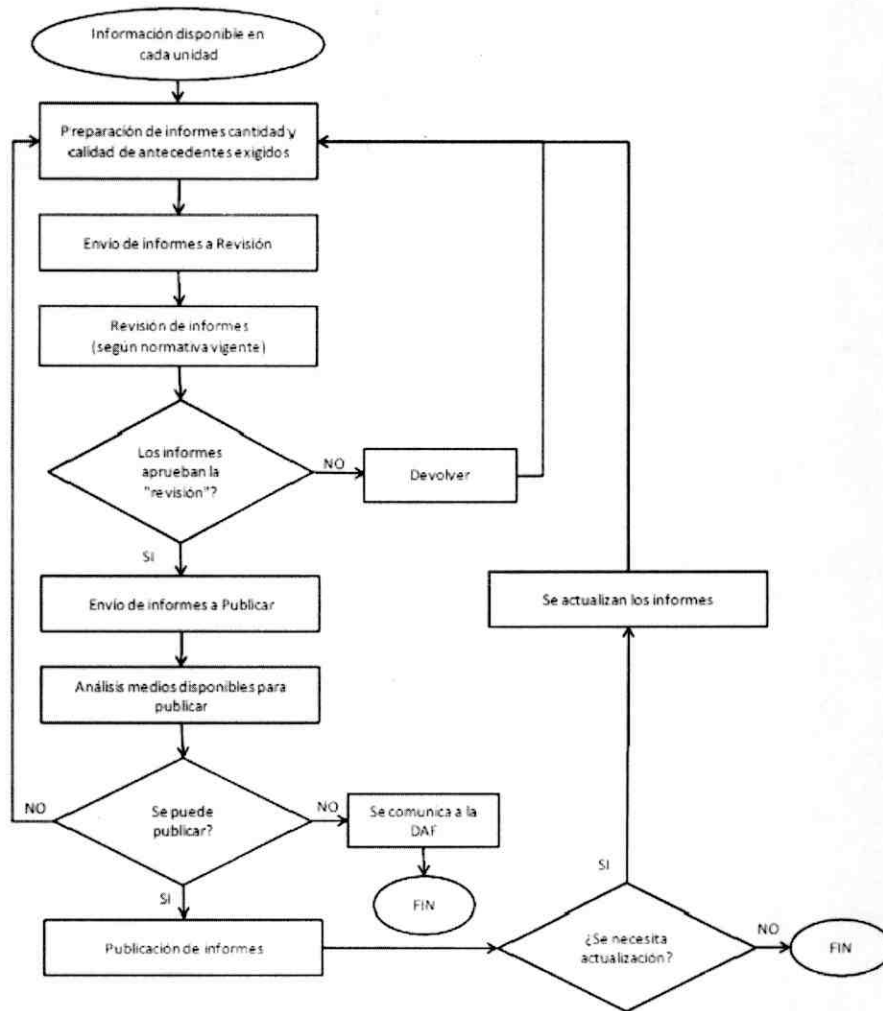 Información disponible en
cada unidad
Preparación de informes cantidad y
calidad de antecedentes exigidos
Envío de informes a Revisión
Revisión de informes
(según normativa vigente)
Los informes
aprueban la
"revisión"?
NO
Devolver
SI
Envío de informes a Publicar
Se actualizan los informes
Análisis medios disponibles para
publicar
NO
Se puede
publicar?
NO
Se comunica a la
DAF
SI
FIN
SI
Publicación de informes
¿Se necesita
actualización?
NO
FIN